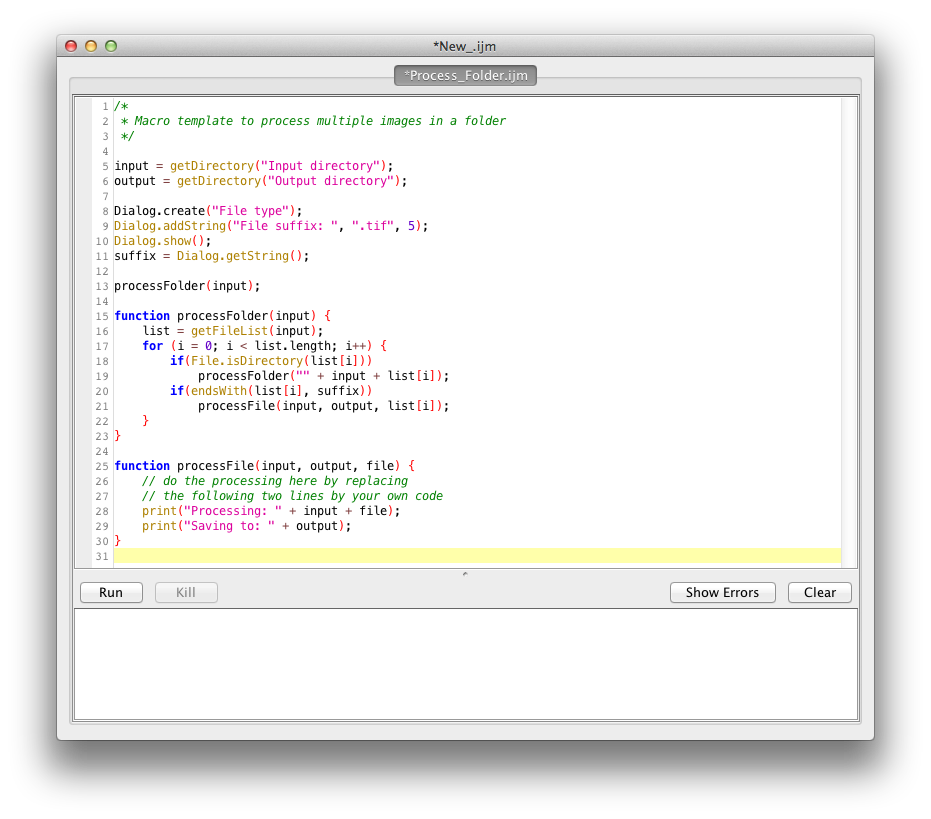 *New_.ijm
*Process_Folder.ijm
1 /*
2  * Macro template to process multiple images in a folder
3  */
4
5 input = getDirectory("Input directory");
6 output = getDirectory("Output directory");
7
8 Dialog.create("File type");
9 Dialog.addString("File suffix: ", ".tif", 5);
10 Dialog.show();
11 suffix = Dialog.getString();
12
13 processFolder(input);
14
15 function processFolder(input) {
16     list = getFileList(input);
17     for (i = 0; i < list.length; i++) {
18         if(File.isDirectory(list[i]))
19             processFolder("" + input + list[i]);
20         if(endsWith(list[i], suffix))
21             processFile(input, output, list[i]);
22     }
23 }
24
25 function processFile(input, output, file) {
26     // do the processing here by replacing
27     // the following two lines by your own code
28     print("Processing: " + input + file);
29     print("Saving to: " + output);
30 }
31
Run Kill Show Errors Clear